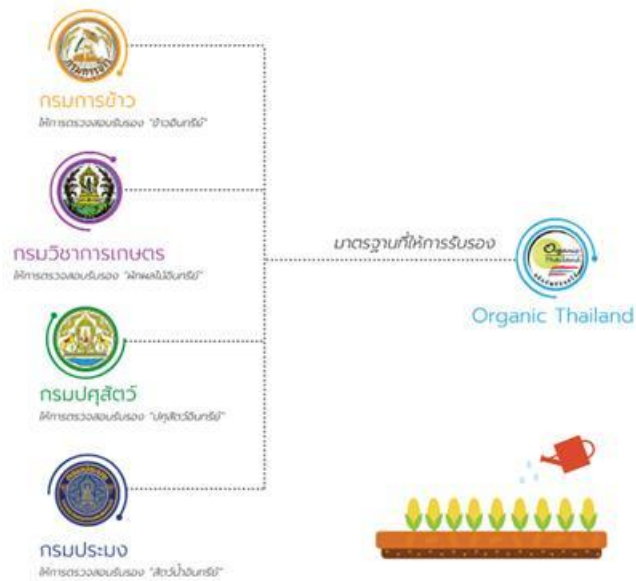 กรมการข้าว
ให้การตรวจสอบรับรอง "ข้าวอินทรีย์"
กรมวิชาการเกษตร
ให้การตรวจสอบรับรอง "ผักผลไม้อินทรีย์"
มาตรฐานที่ให้การรับรอง
Organic
Thailand
Organic Thailand
กรมปศุสัตว์
ให้การตรวจสอบรับรอง "ปศุสัตว์อินทรีย์"
กรมประมง
ให้การตรวจสอบรับรอง "สัตว์น้ำอินทรีย์"